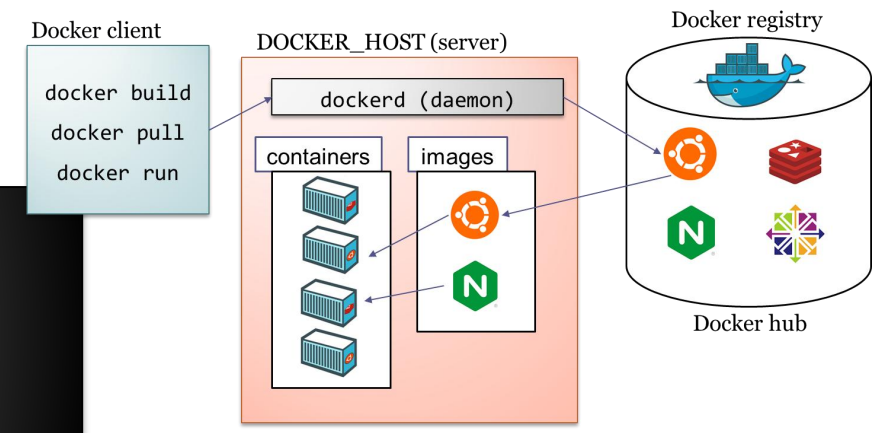 Docker client
docker build
docker pull
docker run
DOCKER_HOST (server)
dockerd (daemon)
containers
images
N
Docker registry
N
Docker hub